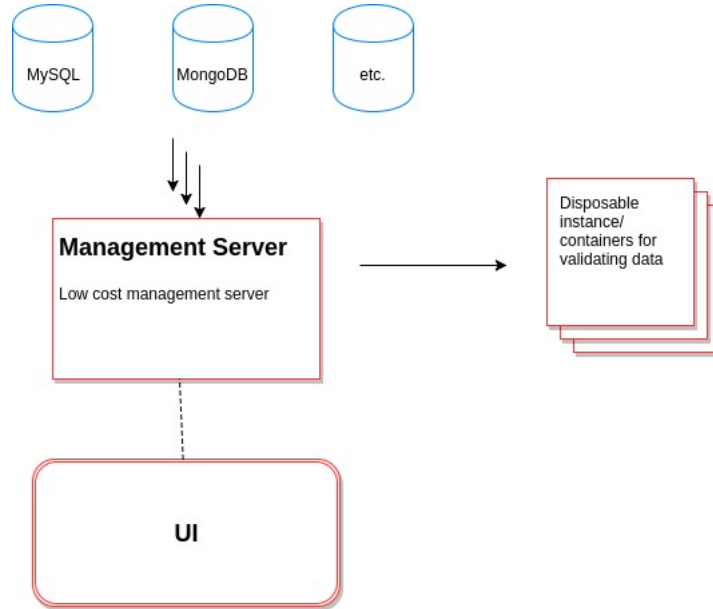 MySQL
MongoDB
etc.
Management Server
Low cost management server
Disposable
instance/
containers for
validating data
UI